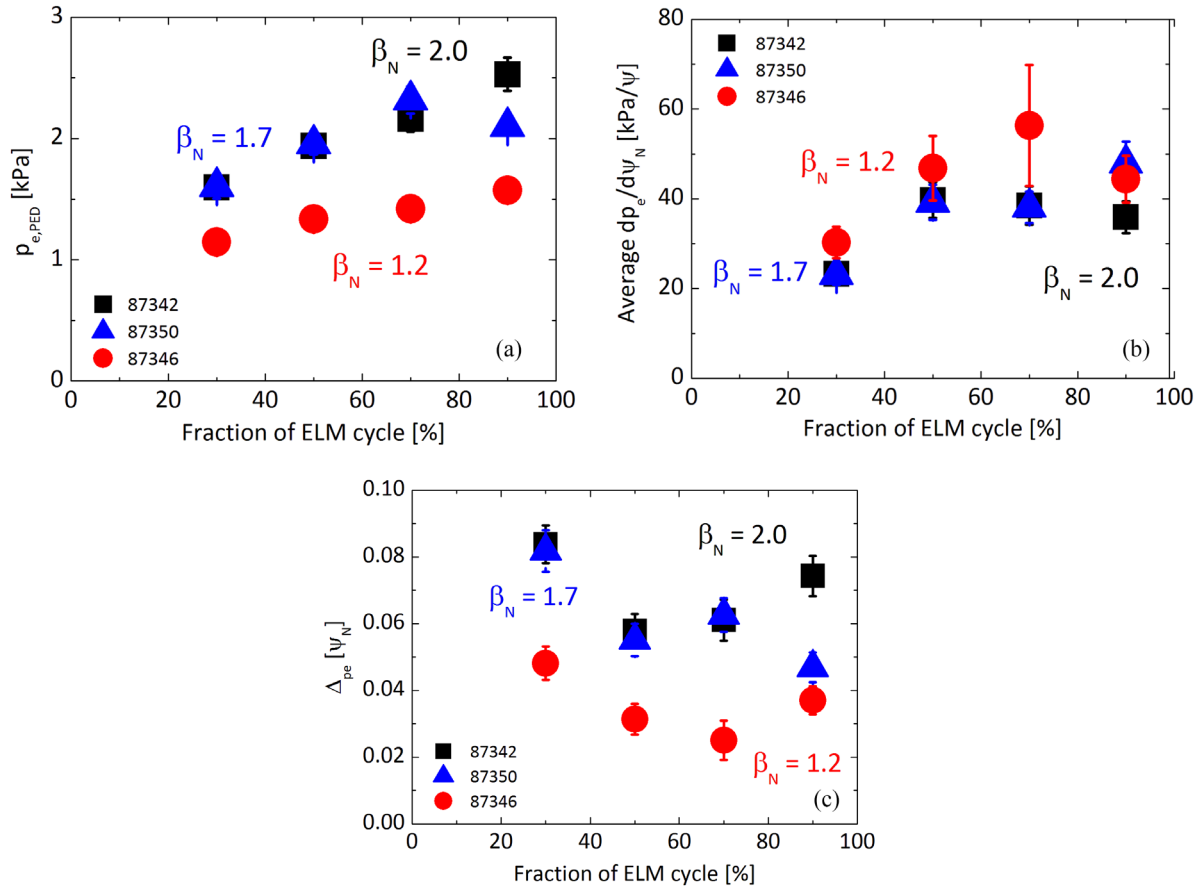 3
2
1
0
p_e,PED [kPa]
β_N = 2.0
β_N = 1.7
β_N = 1.2
87342
87350
87346
(a)
0 20 40 60 80 100
Fraction of ELM cycle [%]
80
60
40
20
0
Average dp_e/dψ_N [kPa/ψ]
87342
87350
87346
β_N = 1.2
β_N = 1.7
β_N = 2.0
(b)
0 20 40 60 80 100
Fraction of ELM cycle [%]
0.10
0.08
0.06
0.04
0.02
0.00
Δ_pe [ψ_N]
β_N = 2.0
β_N = 1.7
β_N = 1.2
87342
87350
87346
(c)
0 20 40 60 80 100
Fraction of ELM cycle [%]